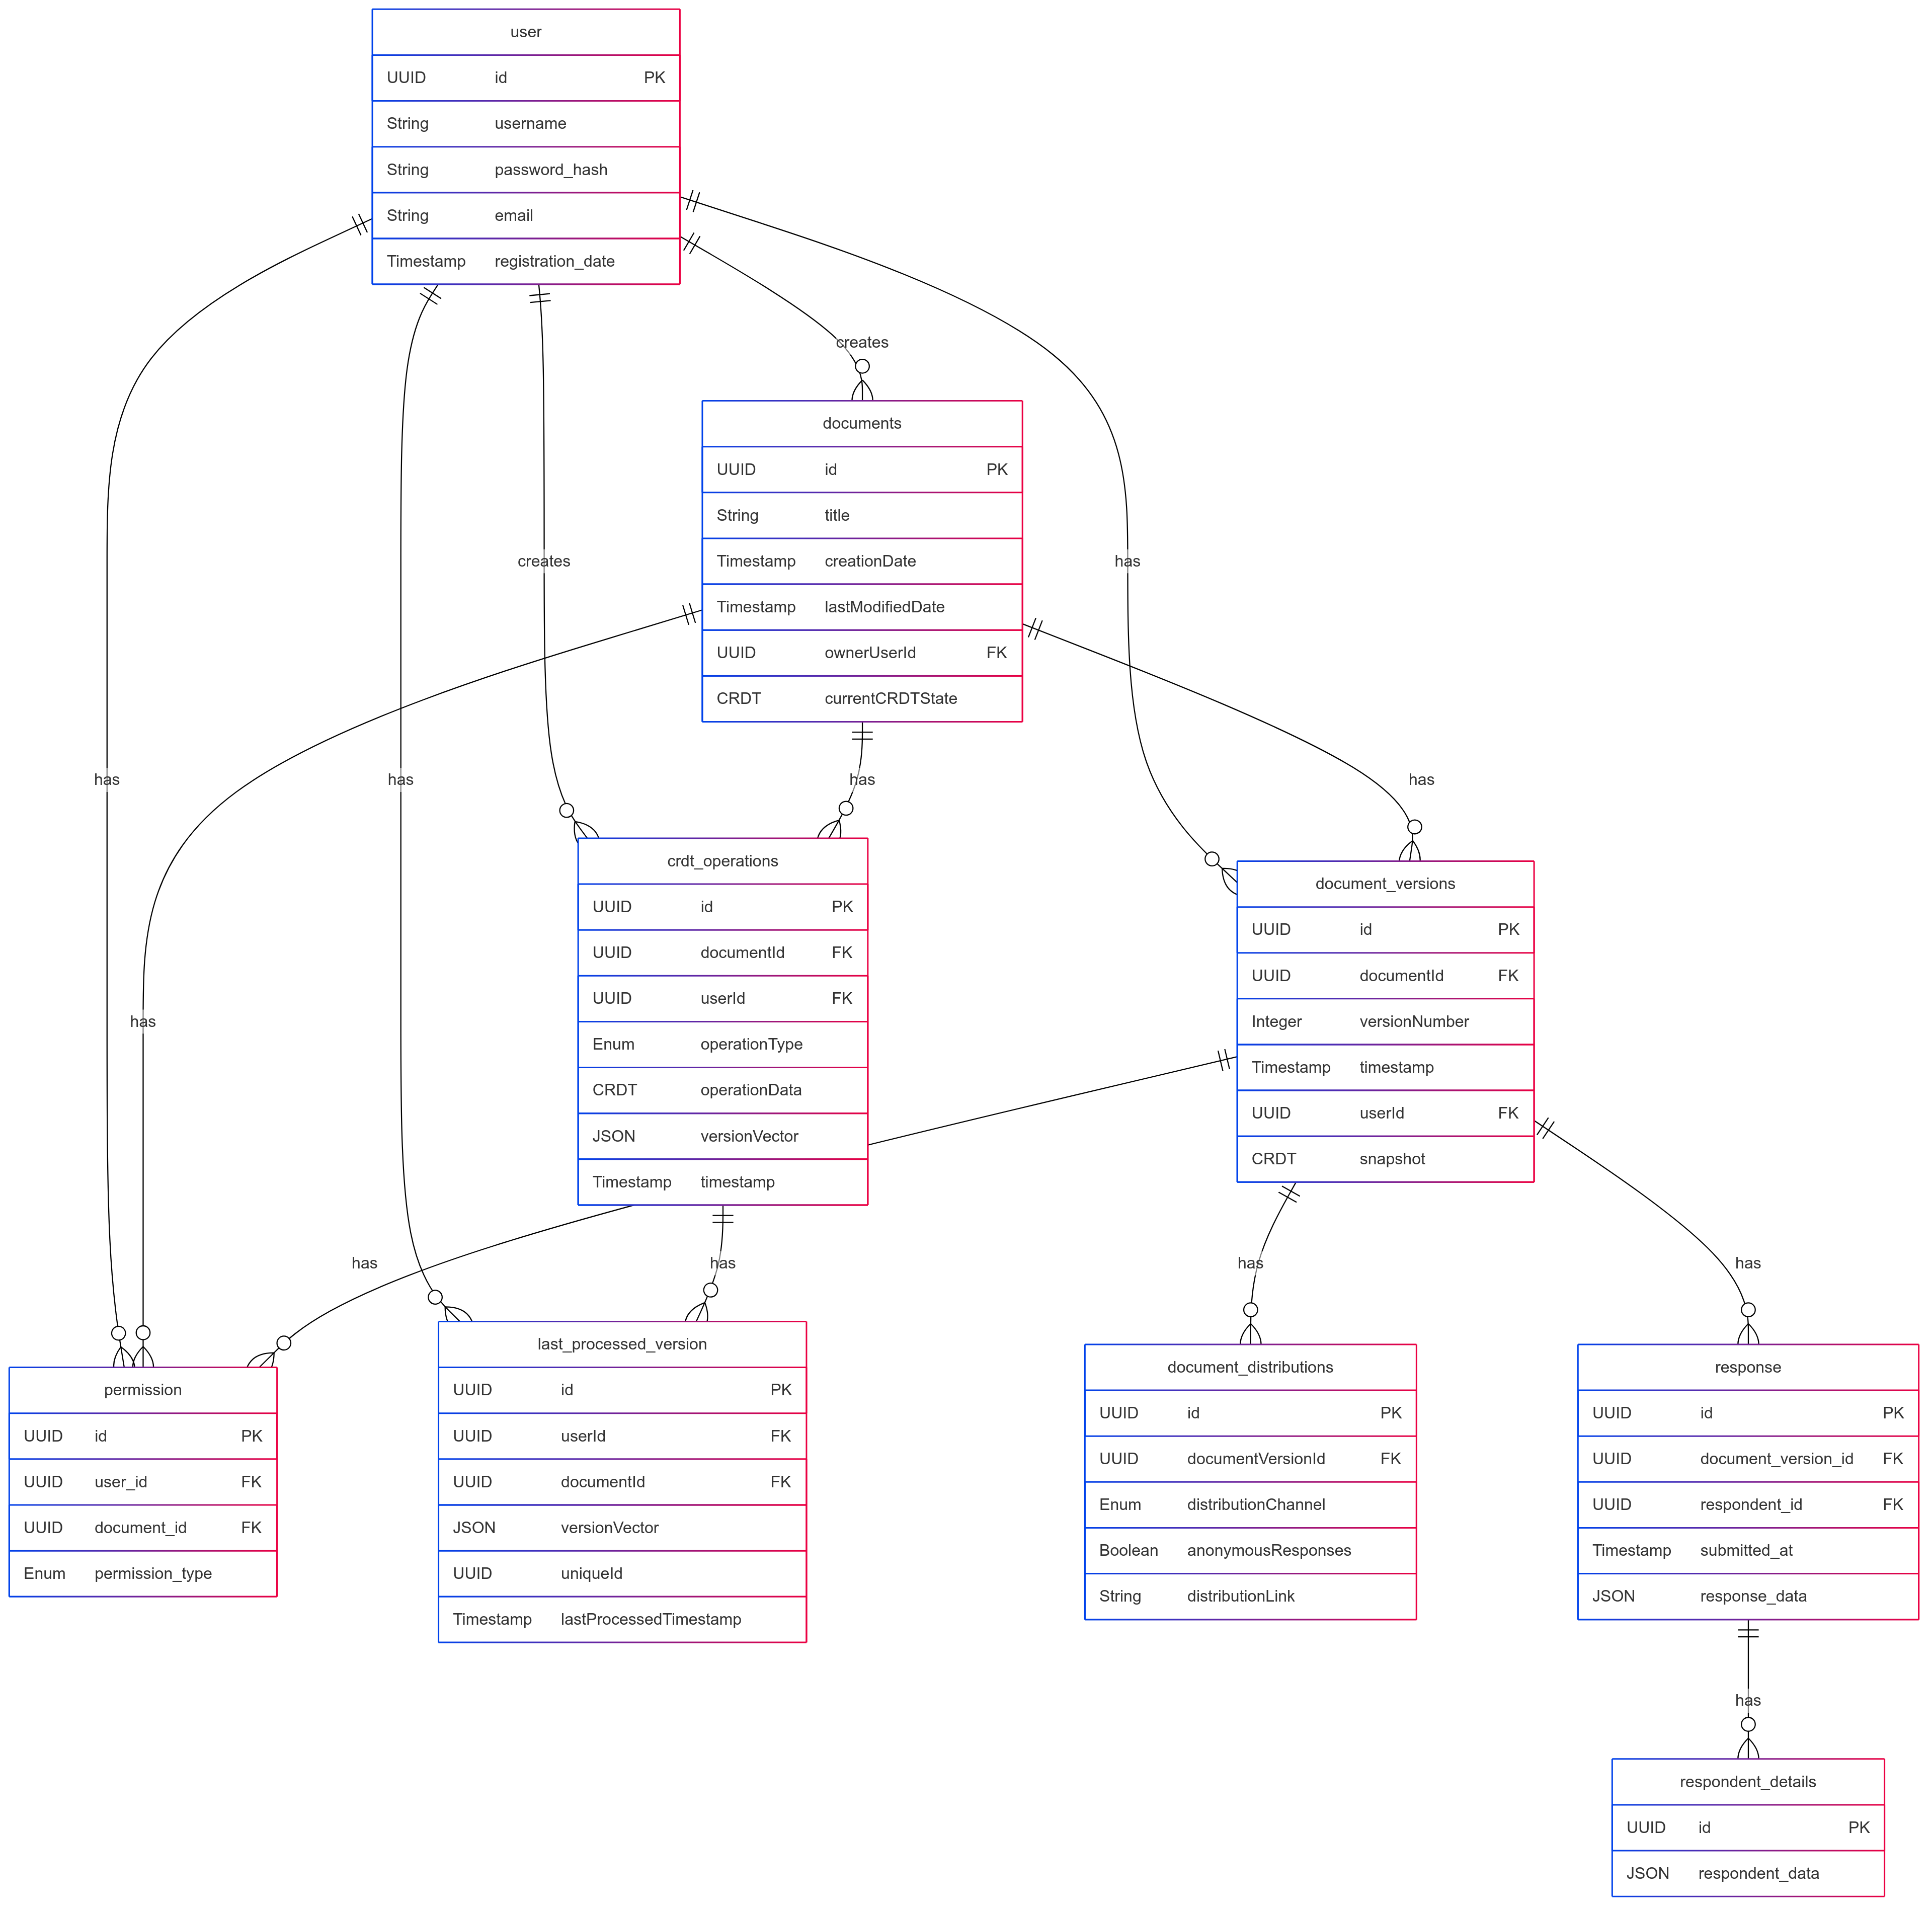 user
UUID id PK
String username
String password_hash
String email
Timestamp registration_date
creates
documents
UUID id PK
String title
Timestamp creationDate
Timestamp lastModifiedDate
UUID ownerUserId FK
CRDT currentCRDTState
creates
has
has
has
has
has
crdt_operations
UUID id PK
UUID documentId FK
UUID userId FK
Enum operationType
CRDT operationData
JSON versionVector
Timestamp timestamp
document_versions
UUID id PK
UUID documentId FK
Integer versionNumber
Timestamp timestamp
UUID userId FK
CRDT snapshot
has
has
has
has
has
permission
UUID id PK
UUID user_id FK
UUID document_id FK
Enum permission_type
last_processed_version
UUID id PK
UUID userId FK
UUID documentId FK
JSON versionVector
UUID uniqueId
Timestamp lastProcessedTimestamp
document_distributions
UUID id PK
UUID documentVersionId FK
Enum distributionChannel
Boolean anonymousResponses
String distributionLink
response
UUID id PK
UUID document_version_id FK
UUID respondent_id FK
Timestamp submitted_at
JSON response_data
has
respondent_details
UUID id PK
JSON respondent_data